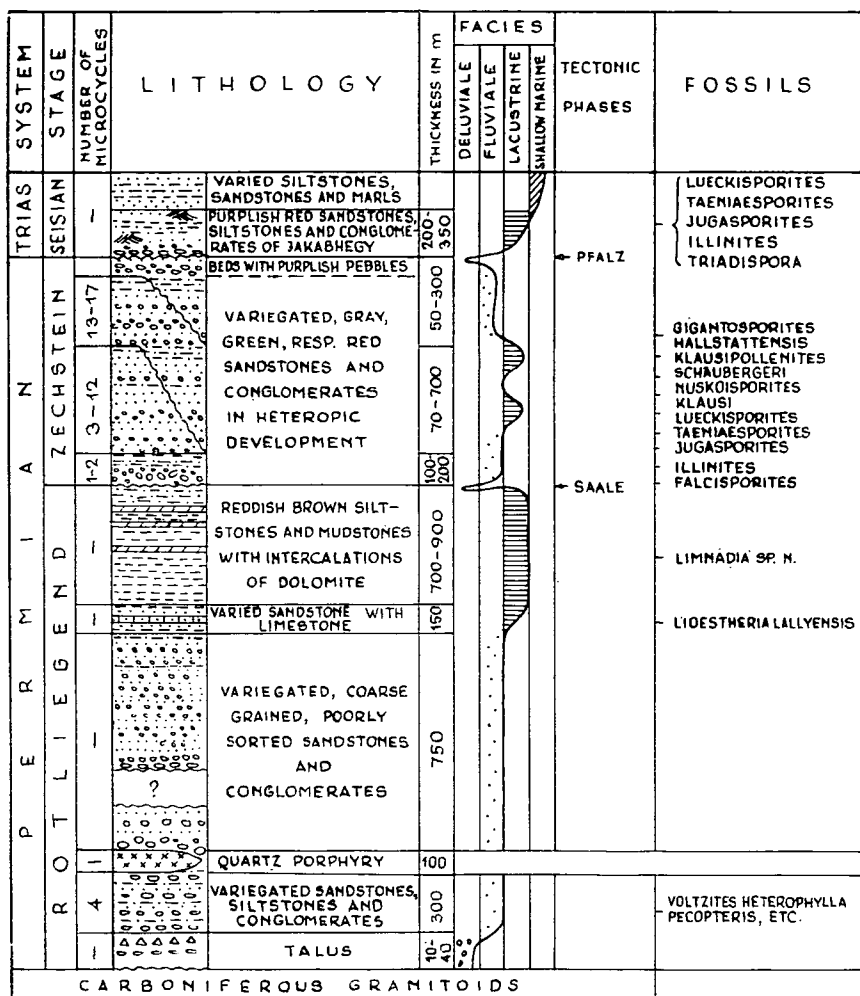 SYSTEM
STAGE
NUMBER OF
MICROCYCLES
LITHOLOGY
THICKNESS IN m
FACIES
DELUVIALE
FLUVIALE
LACUSTRINE
SHALLOW MARINE
TECTONIC
PHASES
FOSSILS
TRIAS
SEISIAN
1
VARIED SILTSTONES,
SANDSTONES AND MARLS
PURPLISH RED SANDSTONES,
SILTSTONES AND CONGLOME-
RATES OF JAKABHEGY
200-
350
LUECKISPORITES
TAENIAESPORITES
JUGASPORITES
ILLINITES
TRIADISPORA
PFALZ
PERMIAN
ZECHSTEIN
BEDS WITH PURPLISH PEBBLES
13-17
50-300
VARIEGATED, GRAY,
GREEN, RESP. RED
SANDSTONES AND
CONGLOMERATES
IN HETEROPIC
DEVELOPMENT
3-12
70-700
1-2
100-
200
GIGANTOSPORITES
HALLSTATTENSIS
KLAUSIPOLLENITES
SCHAUBERGERI
NUSKOISPORITES
KLAUSI
LUECKISPORITES
TAENIAESPORITES
JUGASPORITES
ILLINITES
FALCISPORITES
SAALE
ROTLIEGEND
1
REDDISH BROWN SILT-
STONES AND MUDSTONES
WITH INTERCALATIONS
OF DOLOMITE
700-900
LIMNADIA SP. N.
1
VARIED SANDSTONE WITH
LIMESTONE
150
LIOESTHERIA LALLYENSIS
1
?
VARIEGATED, COARSE
GRAINED, POORLY
SORTED SANDSTONES
AND
CONGLOMERATES
750
1
QUARTZ PORPHYRY
100
4
VARIEGATED SANDSTONES,
SILTSTONES AND
CONGLOMERATES
300
VOLTZITES HETEROPHYLLA
PECOPTERIS, ETC.
1
TALUS
10-
40
CARBONIFEROUS GRANITOIDS